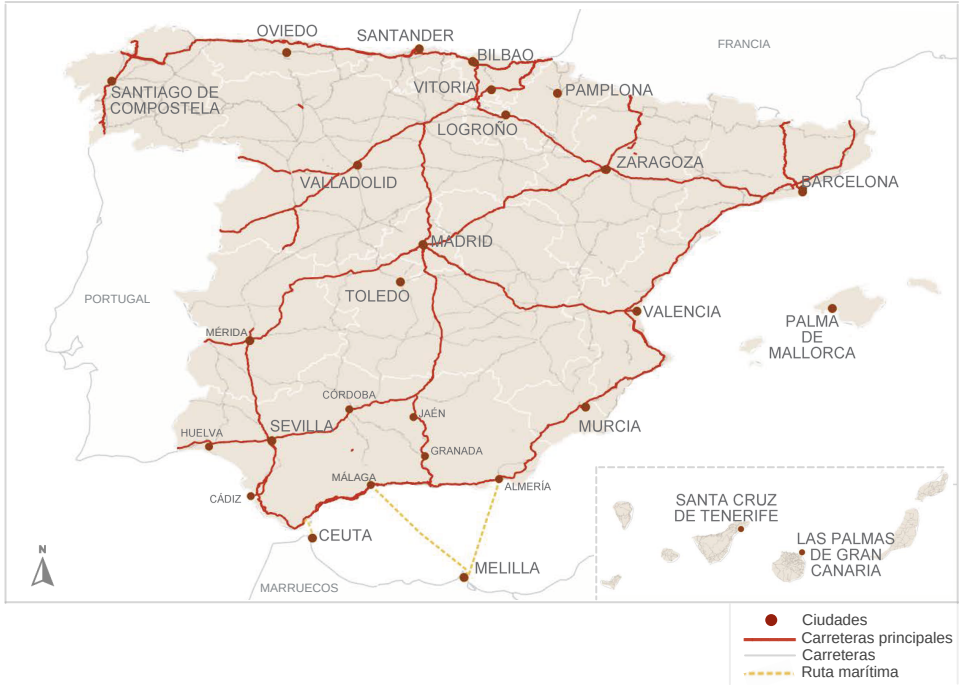 OVIEDO
SANTANDER
BILBAO
FRANCIA
SANTIAGO DE
COMPOSTELA
VITORIA
PAMPLONA
LOGROÑO
ZARAGOZA
VALLADOLID
BARCELONA
MADRID
TOLEDO
PORTUGAL
VALENCIA
PALMA
DE
MALLORCA
MÉRIDA
CÓRDOBA
JAÉN
HUELVA
SEVILLA
MURCIA
GRANADA
MÁLAGA
ALMERÍA
CÁDIZ
CEUTA
MELILLA
MARRUECOS
SANTA CRUZ
DE TENERIFE
LAS PALMAS
DE GRAN
CANARIA
N
Ciudades
Carreteras principales
Carreteras
Ruta marítima